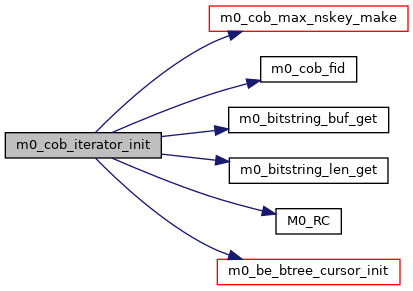 m0_cob_max_nskey_make
m0_cob_fid
m0_bitstring_buf_get
m0_cob_iterator_init
m0_bitstring_len_get
M0_RC
m0_be_btree_cursor_init